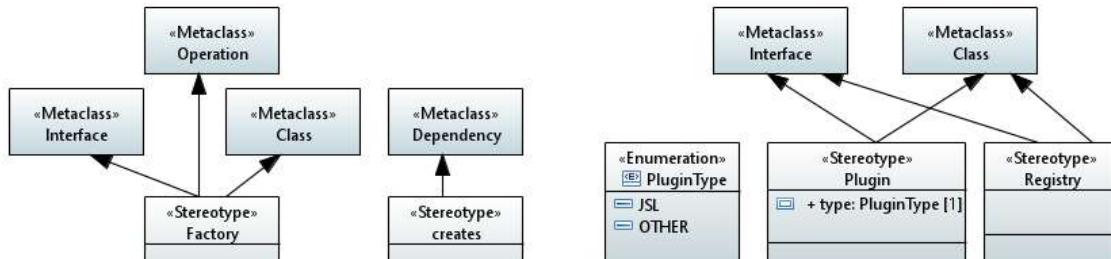 «Metaclass»
Operation
«Metaclass»
Interface
«Metaclass»
Class
«Metaclass»
Dependency
«Stereotype»
Factory
«Stereotype»
creates
«Metaclass»
Interface
«Metaclass»
Class
«Enumeration»
«E» PluginType
JSL
OTHER
«Stereotype»
Plugin
+ type: PluginType [1]
«Stereotype»
Registry